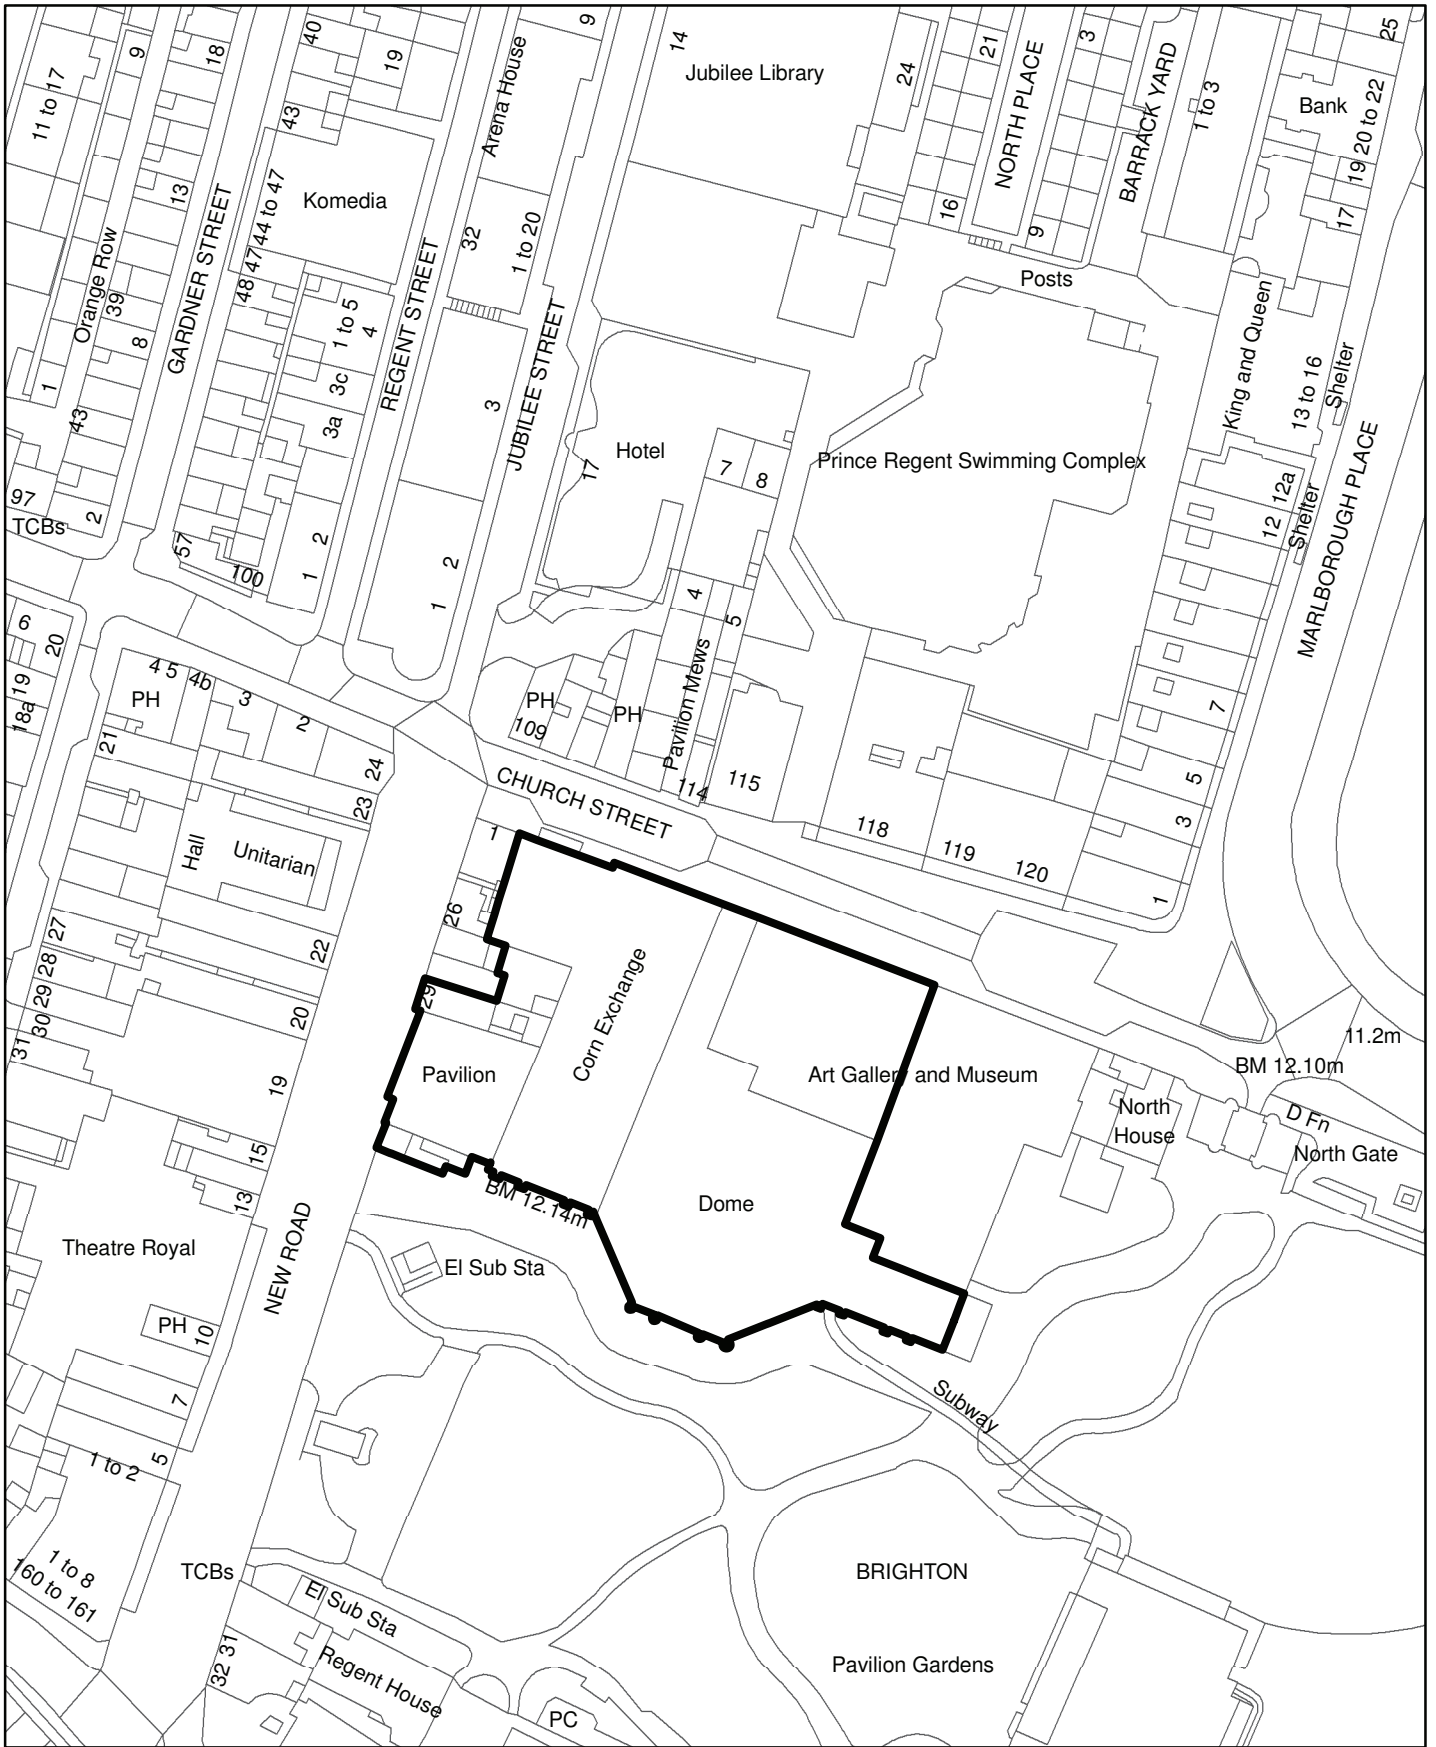 11 to 17
9
18
40
19
Arena House
9
14
Jubilee Library
24
21
NORTH PLACE
3
BARRACK YARD
1 to 3
Bank
25
20 to 22
19
17
43
Komedia
44 to 47
47
48
13
GARDNER STREET
Orange Row
39
8
1
43
97
TCBs
2
32
1 to 20
16
9
Posts
REGENT STREET
1 to 5
4
3c
3a
3
JUBILEE STREET
Hotel
17
7
8
Prince Regent Swimming Complex
King and Queen
13 to 16
Shelter
12a
12
Shelter
MARLBOROUGH PLACE
57
100
1
2
2
1
4
5
Pavilion Mews
6
20
19
18a
4 5
4b
3
2
PH
21
24
23
PH
109
PH
114
115
CHURCH STREET
118
119
120
7
5
3
1
Hall
Unitarian
1
26
27
28
29
30
31
22
20
19
15
13
29
Corn Exchange
Pavilion
Art Gallery and Museum
North
House
BM 12.10m
11.2m
D Fn
North Gate
BM 12.14m
Dome
Theatre Royal
NEW ROAD
El Sub Sta
PH
10
7
5
1 to 2
Subway
1 to 8
160 to 161
TCBs
El Sub Sta
31
32
Regent House
PC
BRIGHTON
Pavilion Gardens